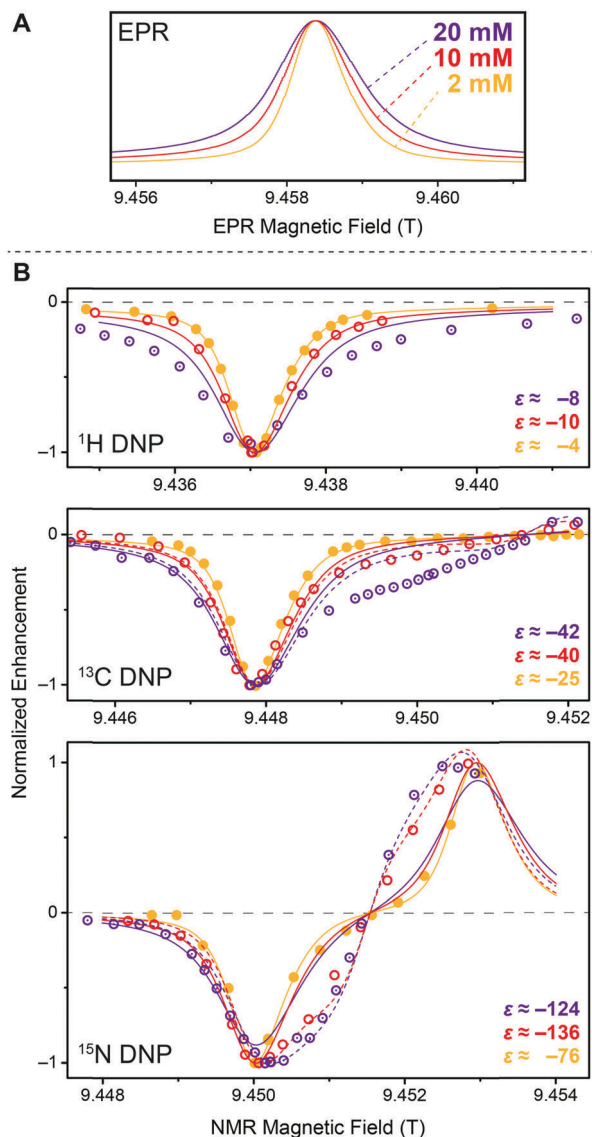 A
EPR
20 mM
10 mM
2 mM
9.456
9.458
9.460
EPR Magnetic Field (T)
B
Normalized Enhancement
0
−1
¹H DNP
ε ≈ −8
ε ≈ −10
ε ≈ −4
9.436
9.438
9.440
0
−1
¹³C DNP
ε ≈ −42
ε ≈ −40
ε ≈ −25
9.446
9.448
9.450
9.452
1
0
−1
¹⁵N DNP
ε ≈ −124
ε ≈ −136
ε ≈ −76
9.448
9.450
9.452
9.454
NMR Magnetic Field (T)